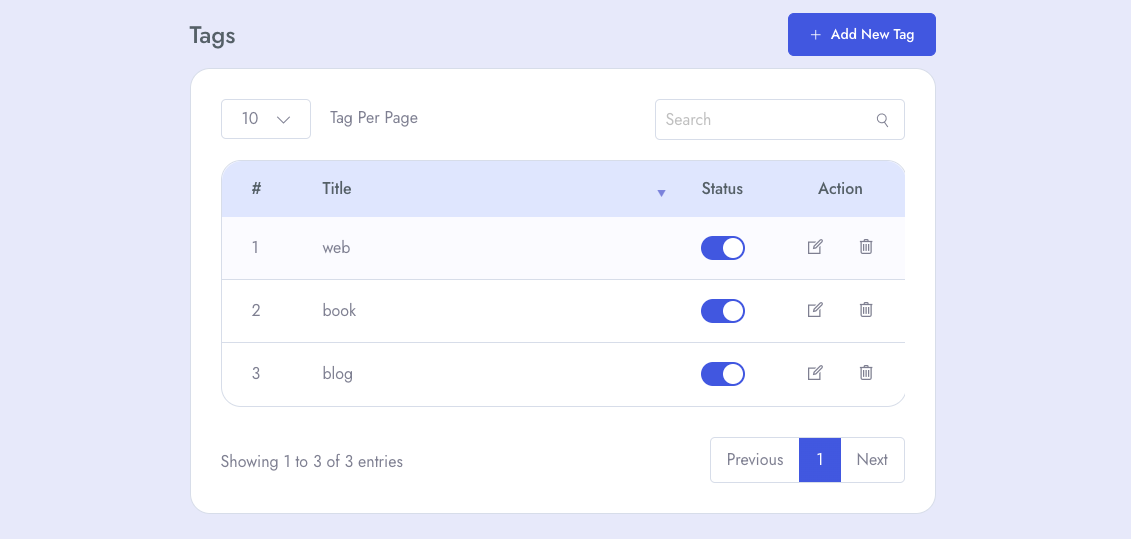 Tags
+ Add New Tag
10 Tag Per Page
Search
# Title Status Action
1 web
2 book
3 blog
Showing 1 to 3 of 3 entries
Previous 1 Next